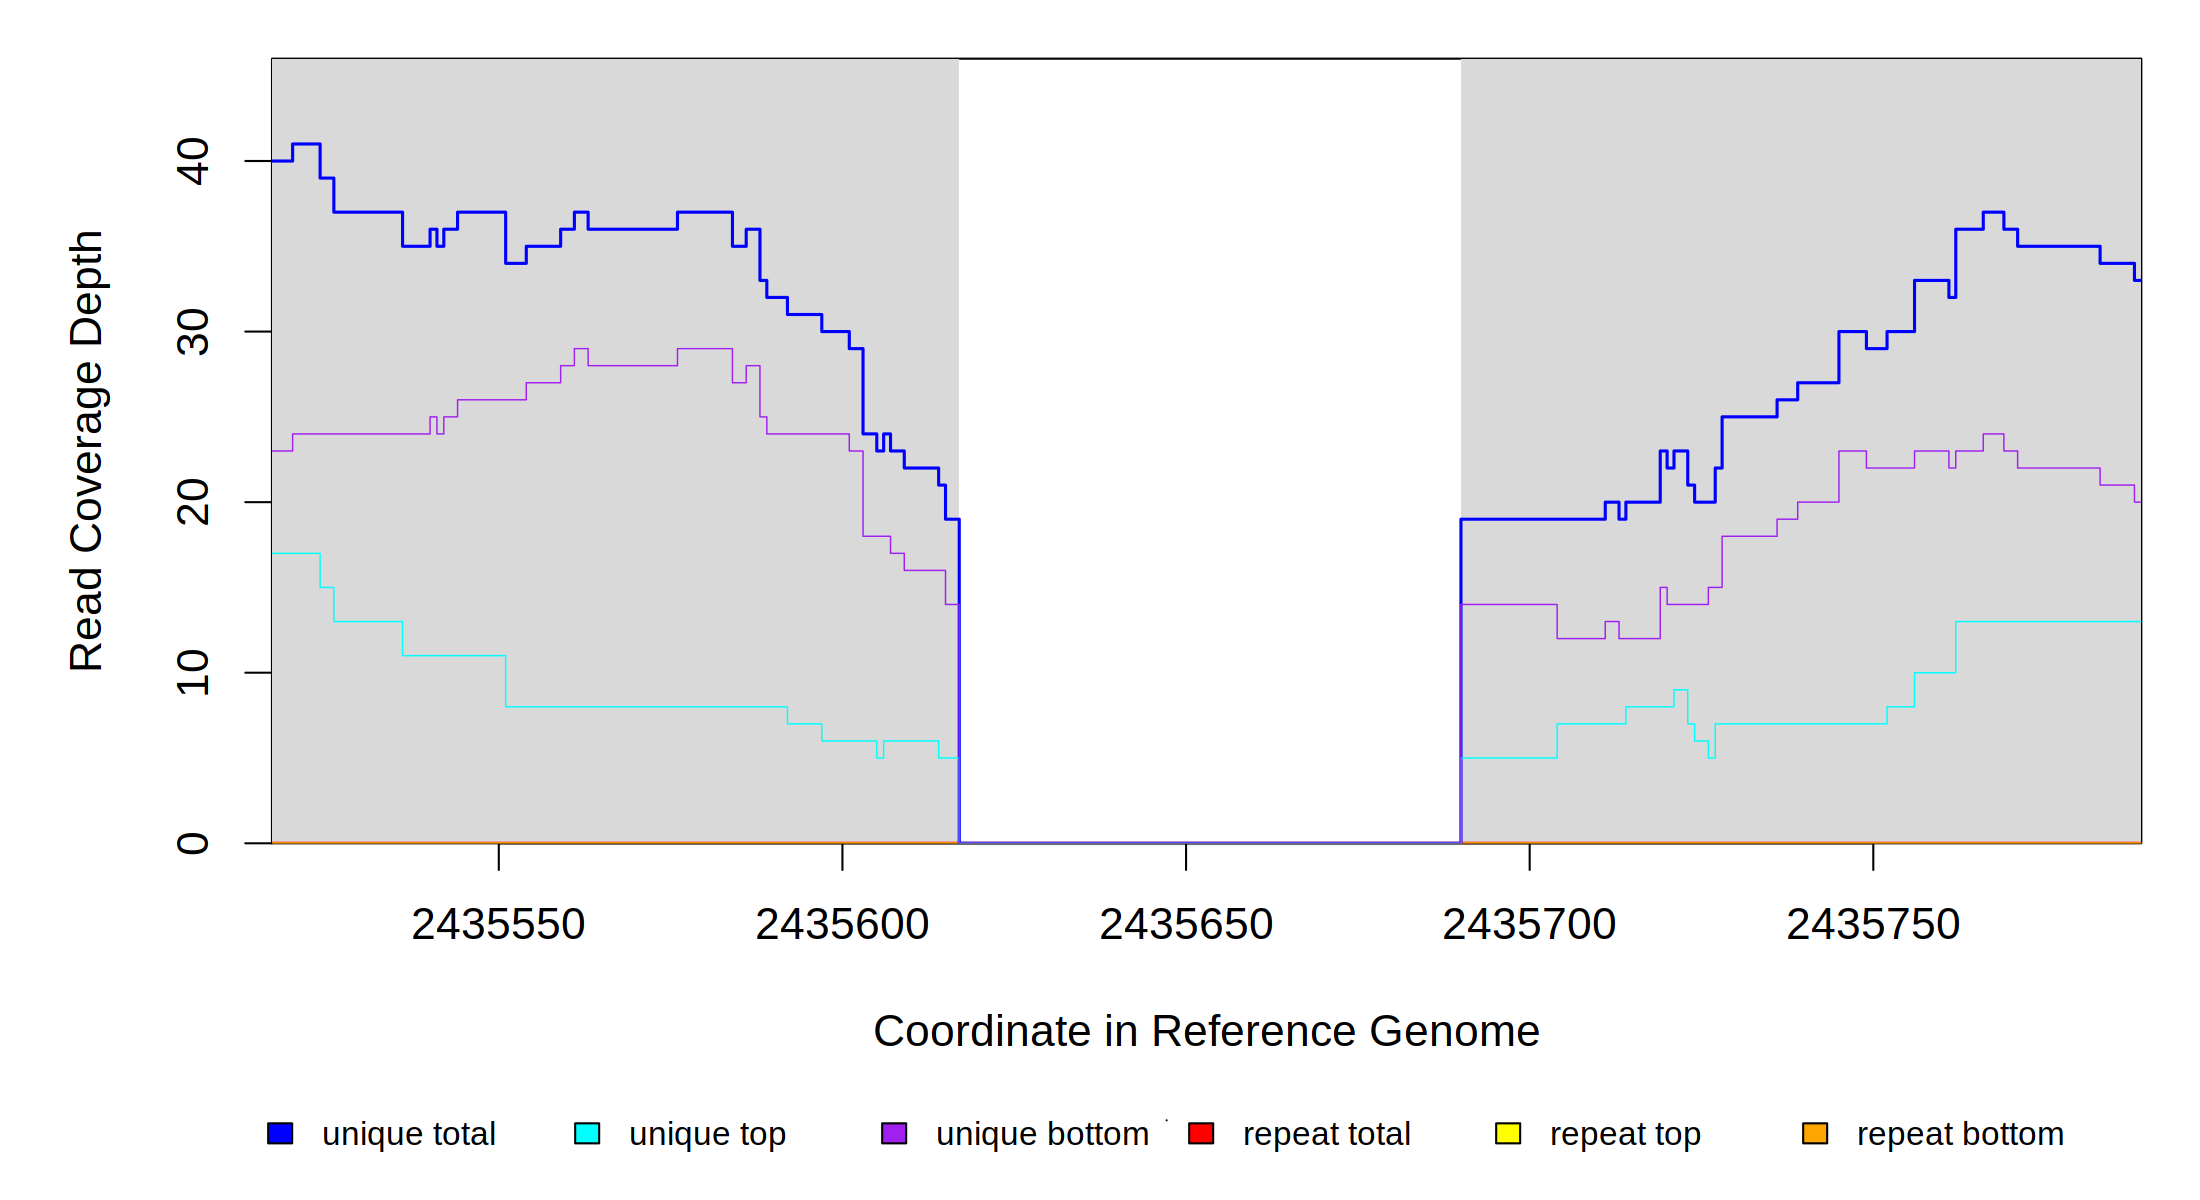 Read Coverage Depth
40
30
20
10
0
2435550 2435600 2435650 2435700 2435750
Coordinate in Reference Genome
unique total unique top unique bottom repeat total repeat top repeat bottom